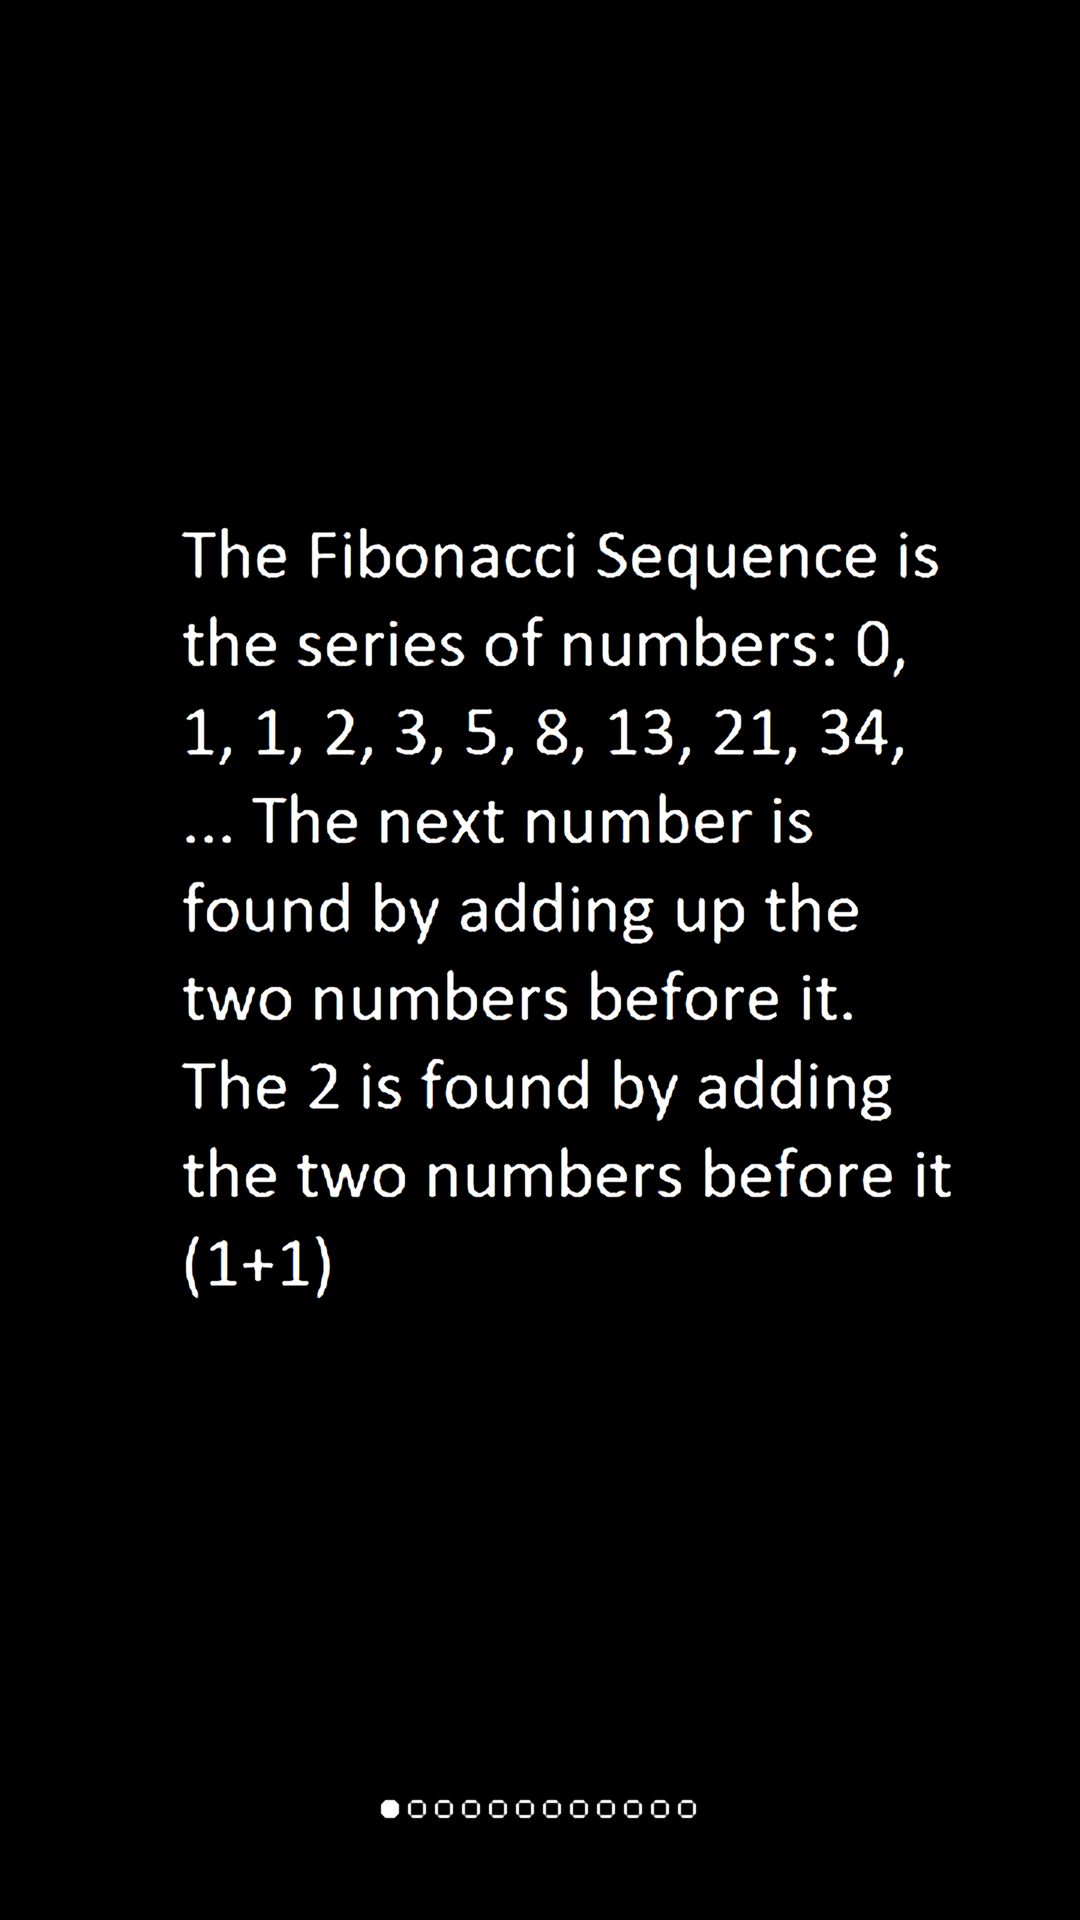 The Fibonacci Sequence is
the series of numbers: 0,
1, 1, 2, 3, 5, 8, 13, 21, 34,
... The next number is
found by adding up the
two numbers before it.
The 2 is found by adding
the two numbers before it
(1+1)